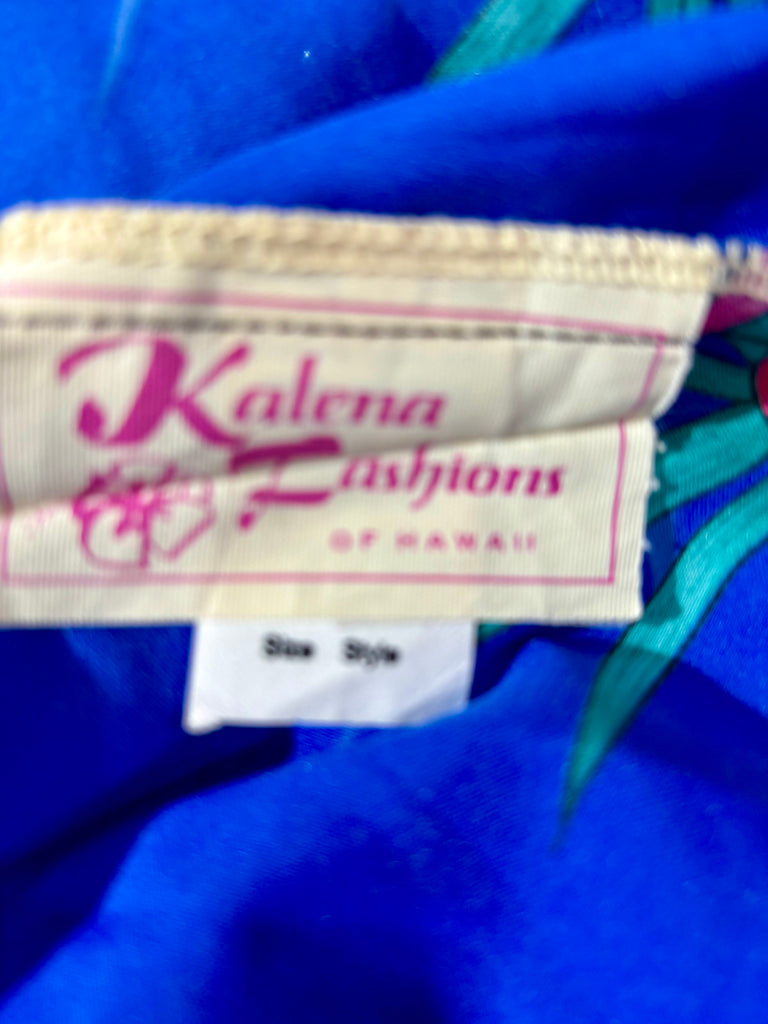 Kalena
Fashions
OF HAWAII
Size Style